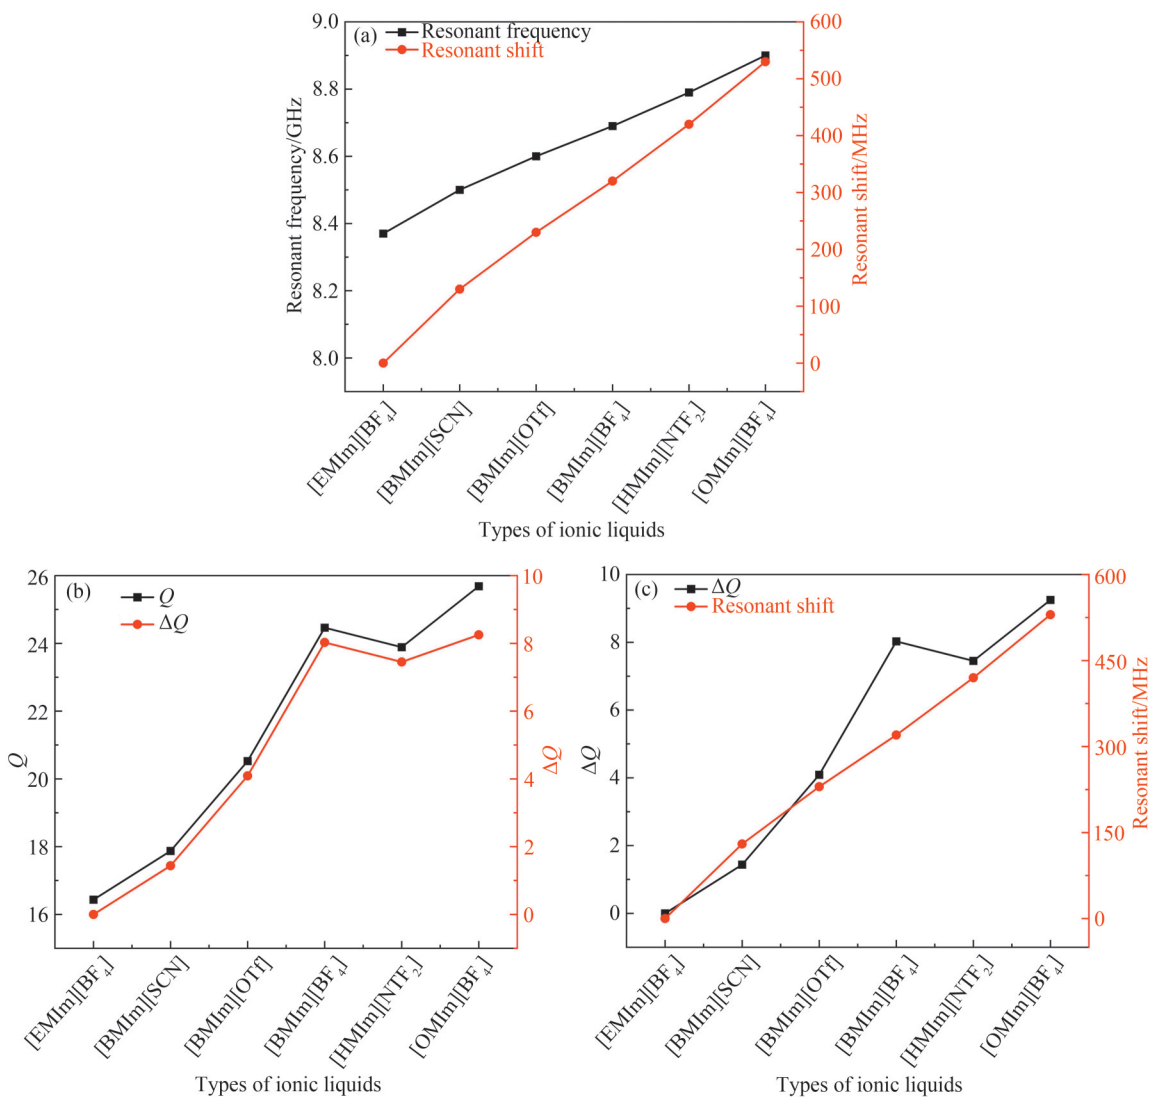 (a)
Resonant frequency
Resonant shift
9.0
8.8
8.6
8.4
8.2
8.0
Resonant frequency/GHz
600
500
400
300
200
100
0
Resonant shift/MHz
[EMIm][BF₄]
[BMIm][SCN]
[BMIm][OTf]
[BMIm][BF₄]
[HMIm][NTF₂]
[OMIm][BF₄]
Types of ionic liquids
(b)
Q
ΔQ
26
24
22
20
18
16
Q
10
8
6
4
2
0
ΔQ
[EMIm][BF₄]
[BMIm][SCN]
[BMIm][OTf]
[BMIm][BF₄]
[HMIm][NTF₂]
[OMIm][BF₄]
Types of ionic liquids
(c)
ΔQ
Resonant shift
10
8
6
4
2
0
ΔQ
600
450
300
150
0
Resonant shift/MHz
[EMIm][BF₄]
[BMIm][SCN]
[BMIm][OTf]
[BMIm][BF₄]
[HMIm][NTF₂]
[OMIm][BF₄]
Types of ionic liquids